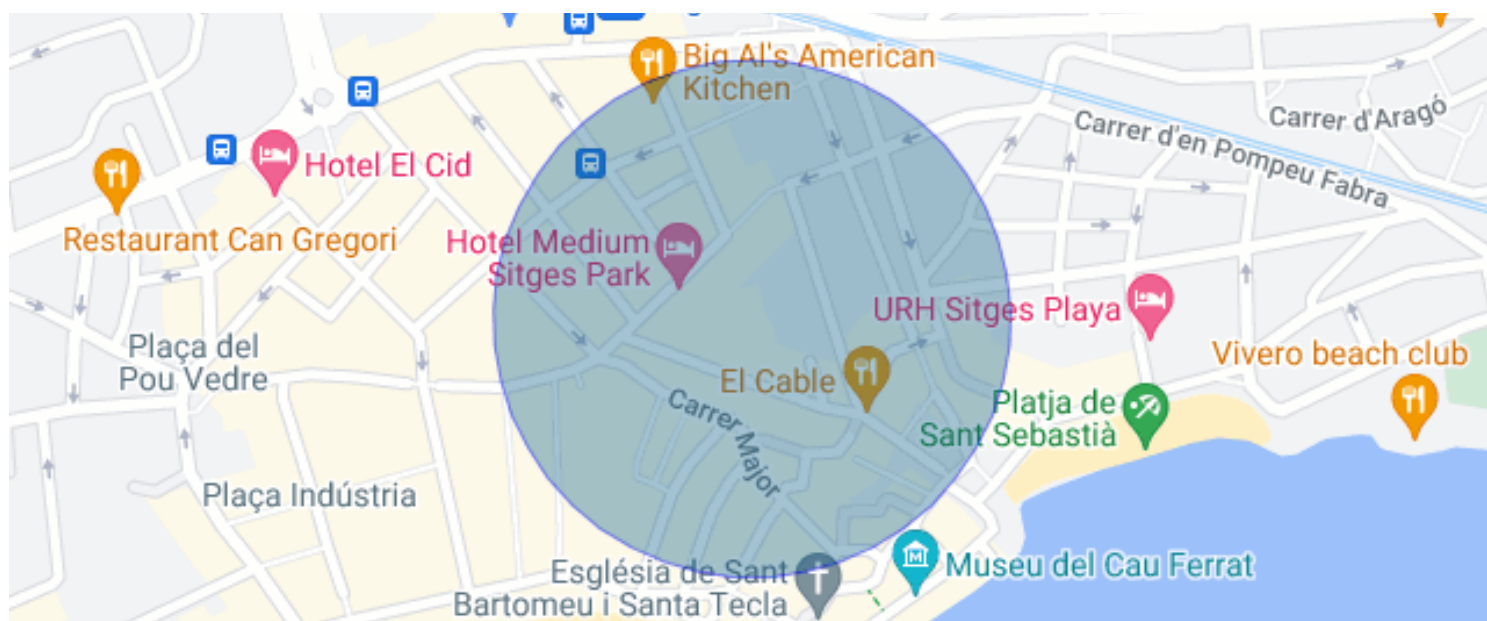 Big Al's American
Kitchen
Carrer d'Aragó
Carrer d'en Pompeu Fabra
Hotel El Cid
Restaurant Can Gregori
Hotel Medium
Sitges Park
URH Sitges Playa
Plaça del
Pou Vedre
Vivero beach club
El Cable
Platja de
Sant Sebastià
Carrer Major
Plaça Indústria
Església de Sant
Bartomeu i Santa Tecla
M
Museu del Cau Ferrat